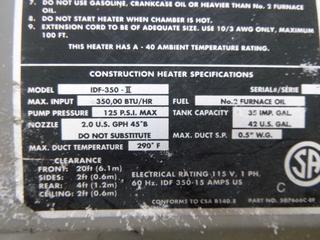 7. DO NOT USE GASOLINE, CRANKCASE OIL OR HEAVIER THAN No. 2 FURNACE
OIL.
8. DO NOT START HEATER WHEN CHAMBER IS HOT.
9. EXTENSION CORD TO BE OF ADEQUATE SIZE. USE 10/3 AWG ONLY, MAXIMUM
100 FT.
THIS HEATER HAS A - 40 AMBIENT TEMPERATURE RATING.
CONSTRUCTION HEATER SPECIFICATIONS
MODEL IDF-350-II SERIAL#/SÉRIE
MAX. INPUT 350,00 BTU/HR FUEL No.2 FURNACE OIL
PUMP PRESSURE 125 P.S.I. MAX TANK CAPACITY 35 IMP. GAL
NOZZLE 2.0 U.S. GPH 45°B 42 U.S. GAL
DO NOT SUBSTITUTE MAX. DUCT S.P. 0.5" W.G.
MAX. DUCT TEMPERATURE 290° F
CLEARANCE
FRONT: 20ft (6.1m)
SIDES: 2ft (0.6m)
REAR: 4ft (1.2m)
CEILING: 2ft (0.6m)
ELECTRICAL RATING 115 V, 1 PH,
60 Hz. IDF 350-15 AMPS US
SA
C
CONFORMS TO CSA B140.8
PART NO.